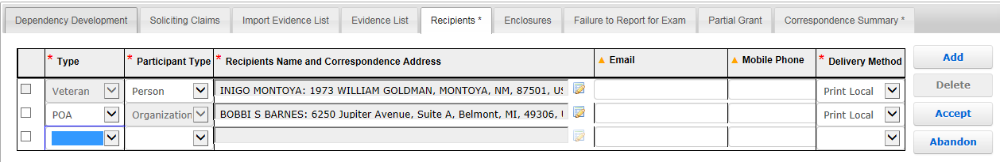 Dependency Development Soliciting Claims Import Evidence List Evidence List Recipients * Enclosures Failure to Report for Exam Partial Grant Correspondence Summary *
* Type * Participant Type * Recipients Name and Correspondence Address Email Mobile Phone * Delivery Method Add
Delete
Veteran Person INIGO MONTOYA: 1973 WILLIAM GOLDMAN, MONTOYA, NM, 87501, US Print Local
POA Organization BOBBI S BARNES: 6250 Jupiter Avenue, Suite A, Belmont, MI, 49306, Print Local Accept
Abandon